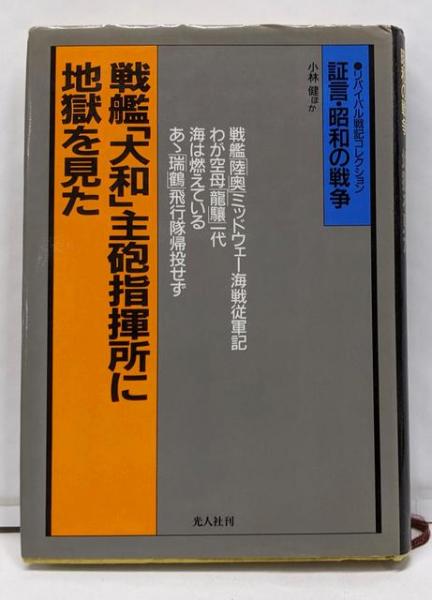 ●リバイバル戦記コレクション
証言・昭和の戦争
小林 健ほか
戦艦「陸奥」ミッドウェー海戦従軍記
わが空母「龍驤」一代
海は燃えている
あゝ瑞鶴飛行隊帰投せず
戦艦「大和」主砲指揮所に
地獄を見た
光人社刊